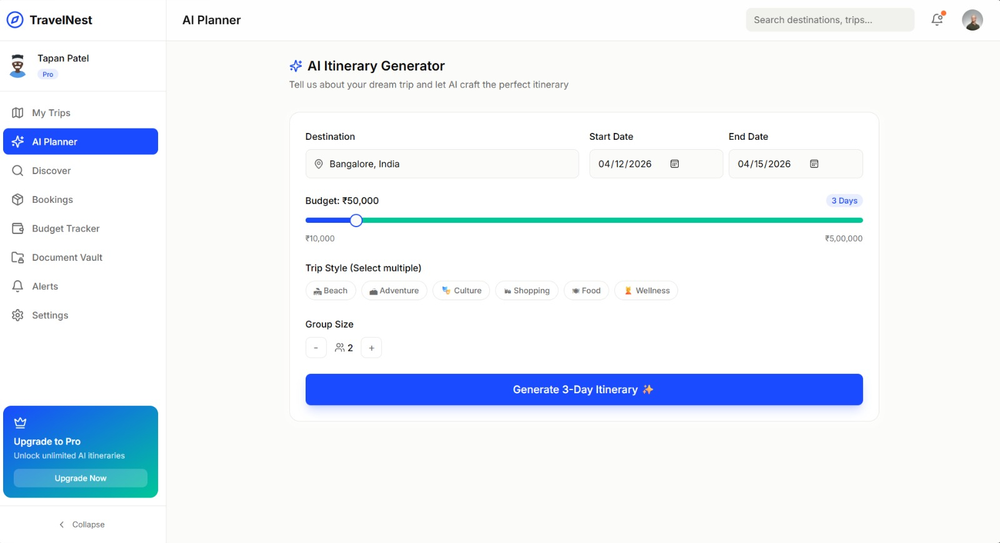 TravelNest
AI Planner
Search destinations, trips...
Tapan Patel
Pro
My Trips
AI Planner
Discover
Bookings
Budget Tracker
Document Vault
Alerts
Settings
Upgrade to Pro
Unlock unlimited AI itineraries
Upgrade Now
Collapse
AI Itinerary Generator
Tell us about your dream trip and let AI craft the perfect itinerary
Destination
Start Date
End Date
Bangalore, India
04/12/2026
04/15/2026
Budget: ₹50,000
3 Days
₹10,000
₹5,00,000
Trip Style (Select multiple)
🏖 Beach
🏔 Adventure
🎭 Culture
🛍 Shopping
🍽 Food
🧘 Wellness
Group Size
-
2
+
Generate 3-Day Itinerary ✨